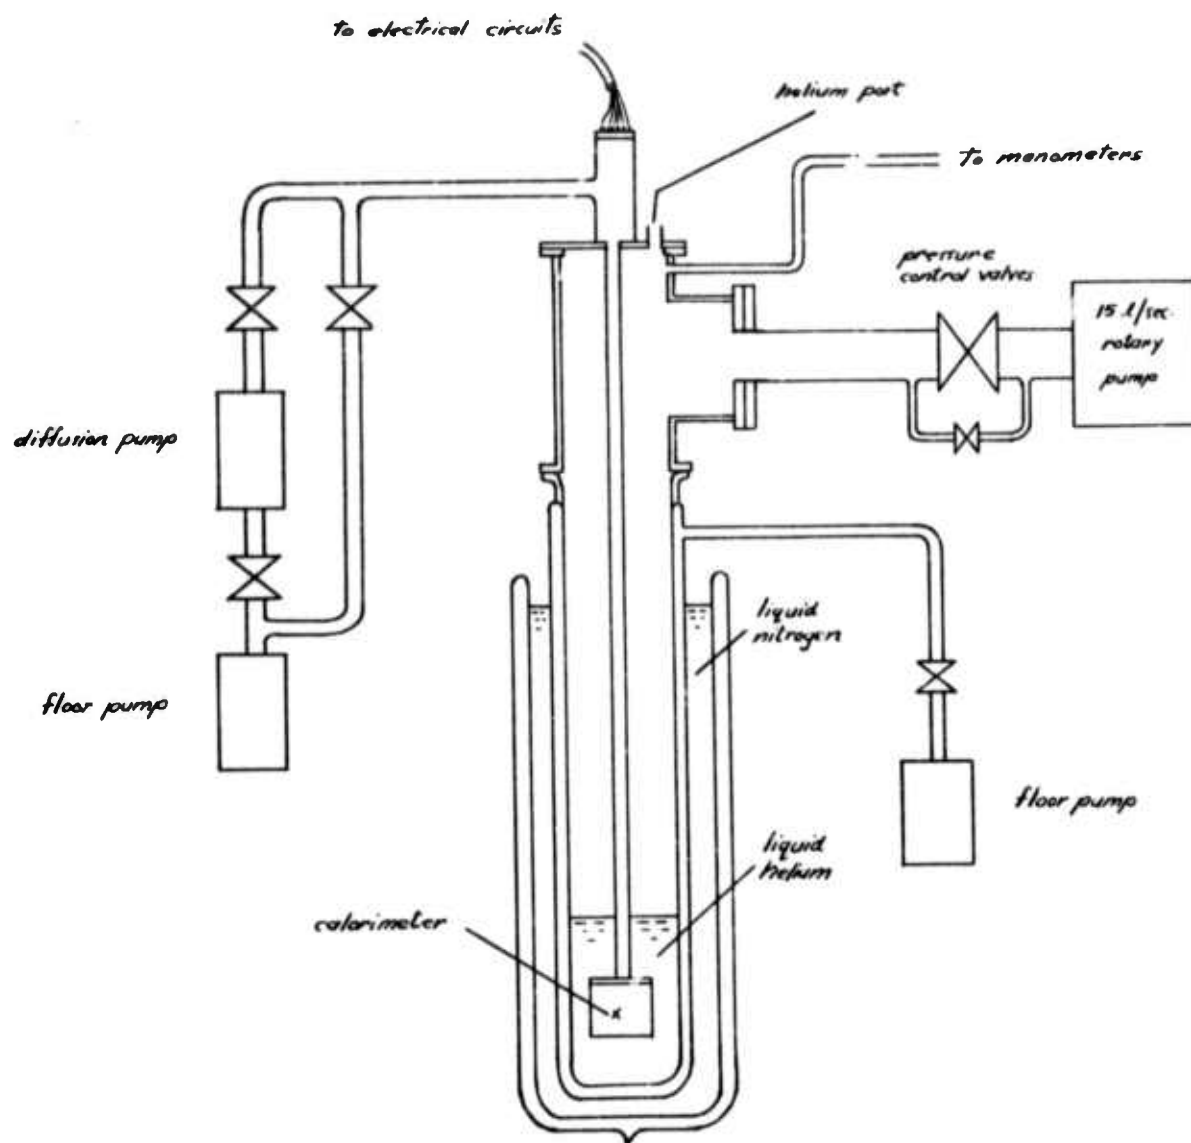 to electrical circuits
helium port
to manometers
pressure
control valves
15 l/sec.
rotary
pump
diffusion pump
liquid
nitrogen
floor pump
floor pump
liquid
helium
calorimeter
x